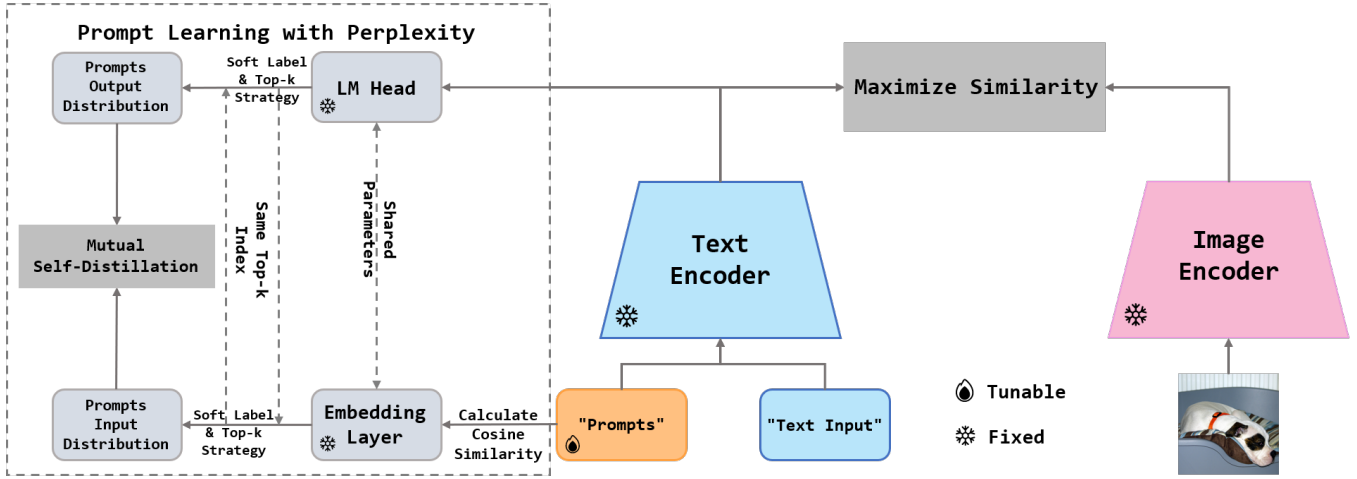 Prompt Learning with Perplexity
Prompts
Output
Distribution
Soft Label
& Top-k
Strategy
LM Head
Maximize Similarity
Same Top-k
Index
Shared
Parameters
Mutual
Self-Distillation
Text
Encoder
Image
Encoder
Prompts
Input
Distribution
Soft Label
& Top-k
Strategy
Embedding
Layer
Calculate
Cosine
Similarity
"Prompts"
"Text Input"
Tunable
Fixed